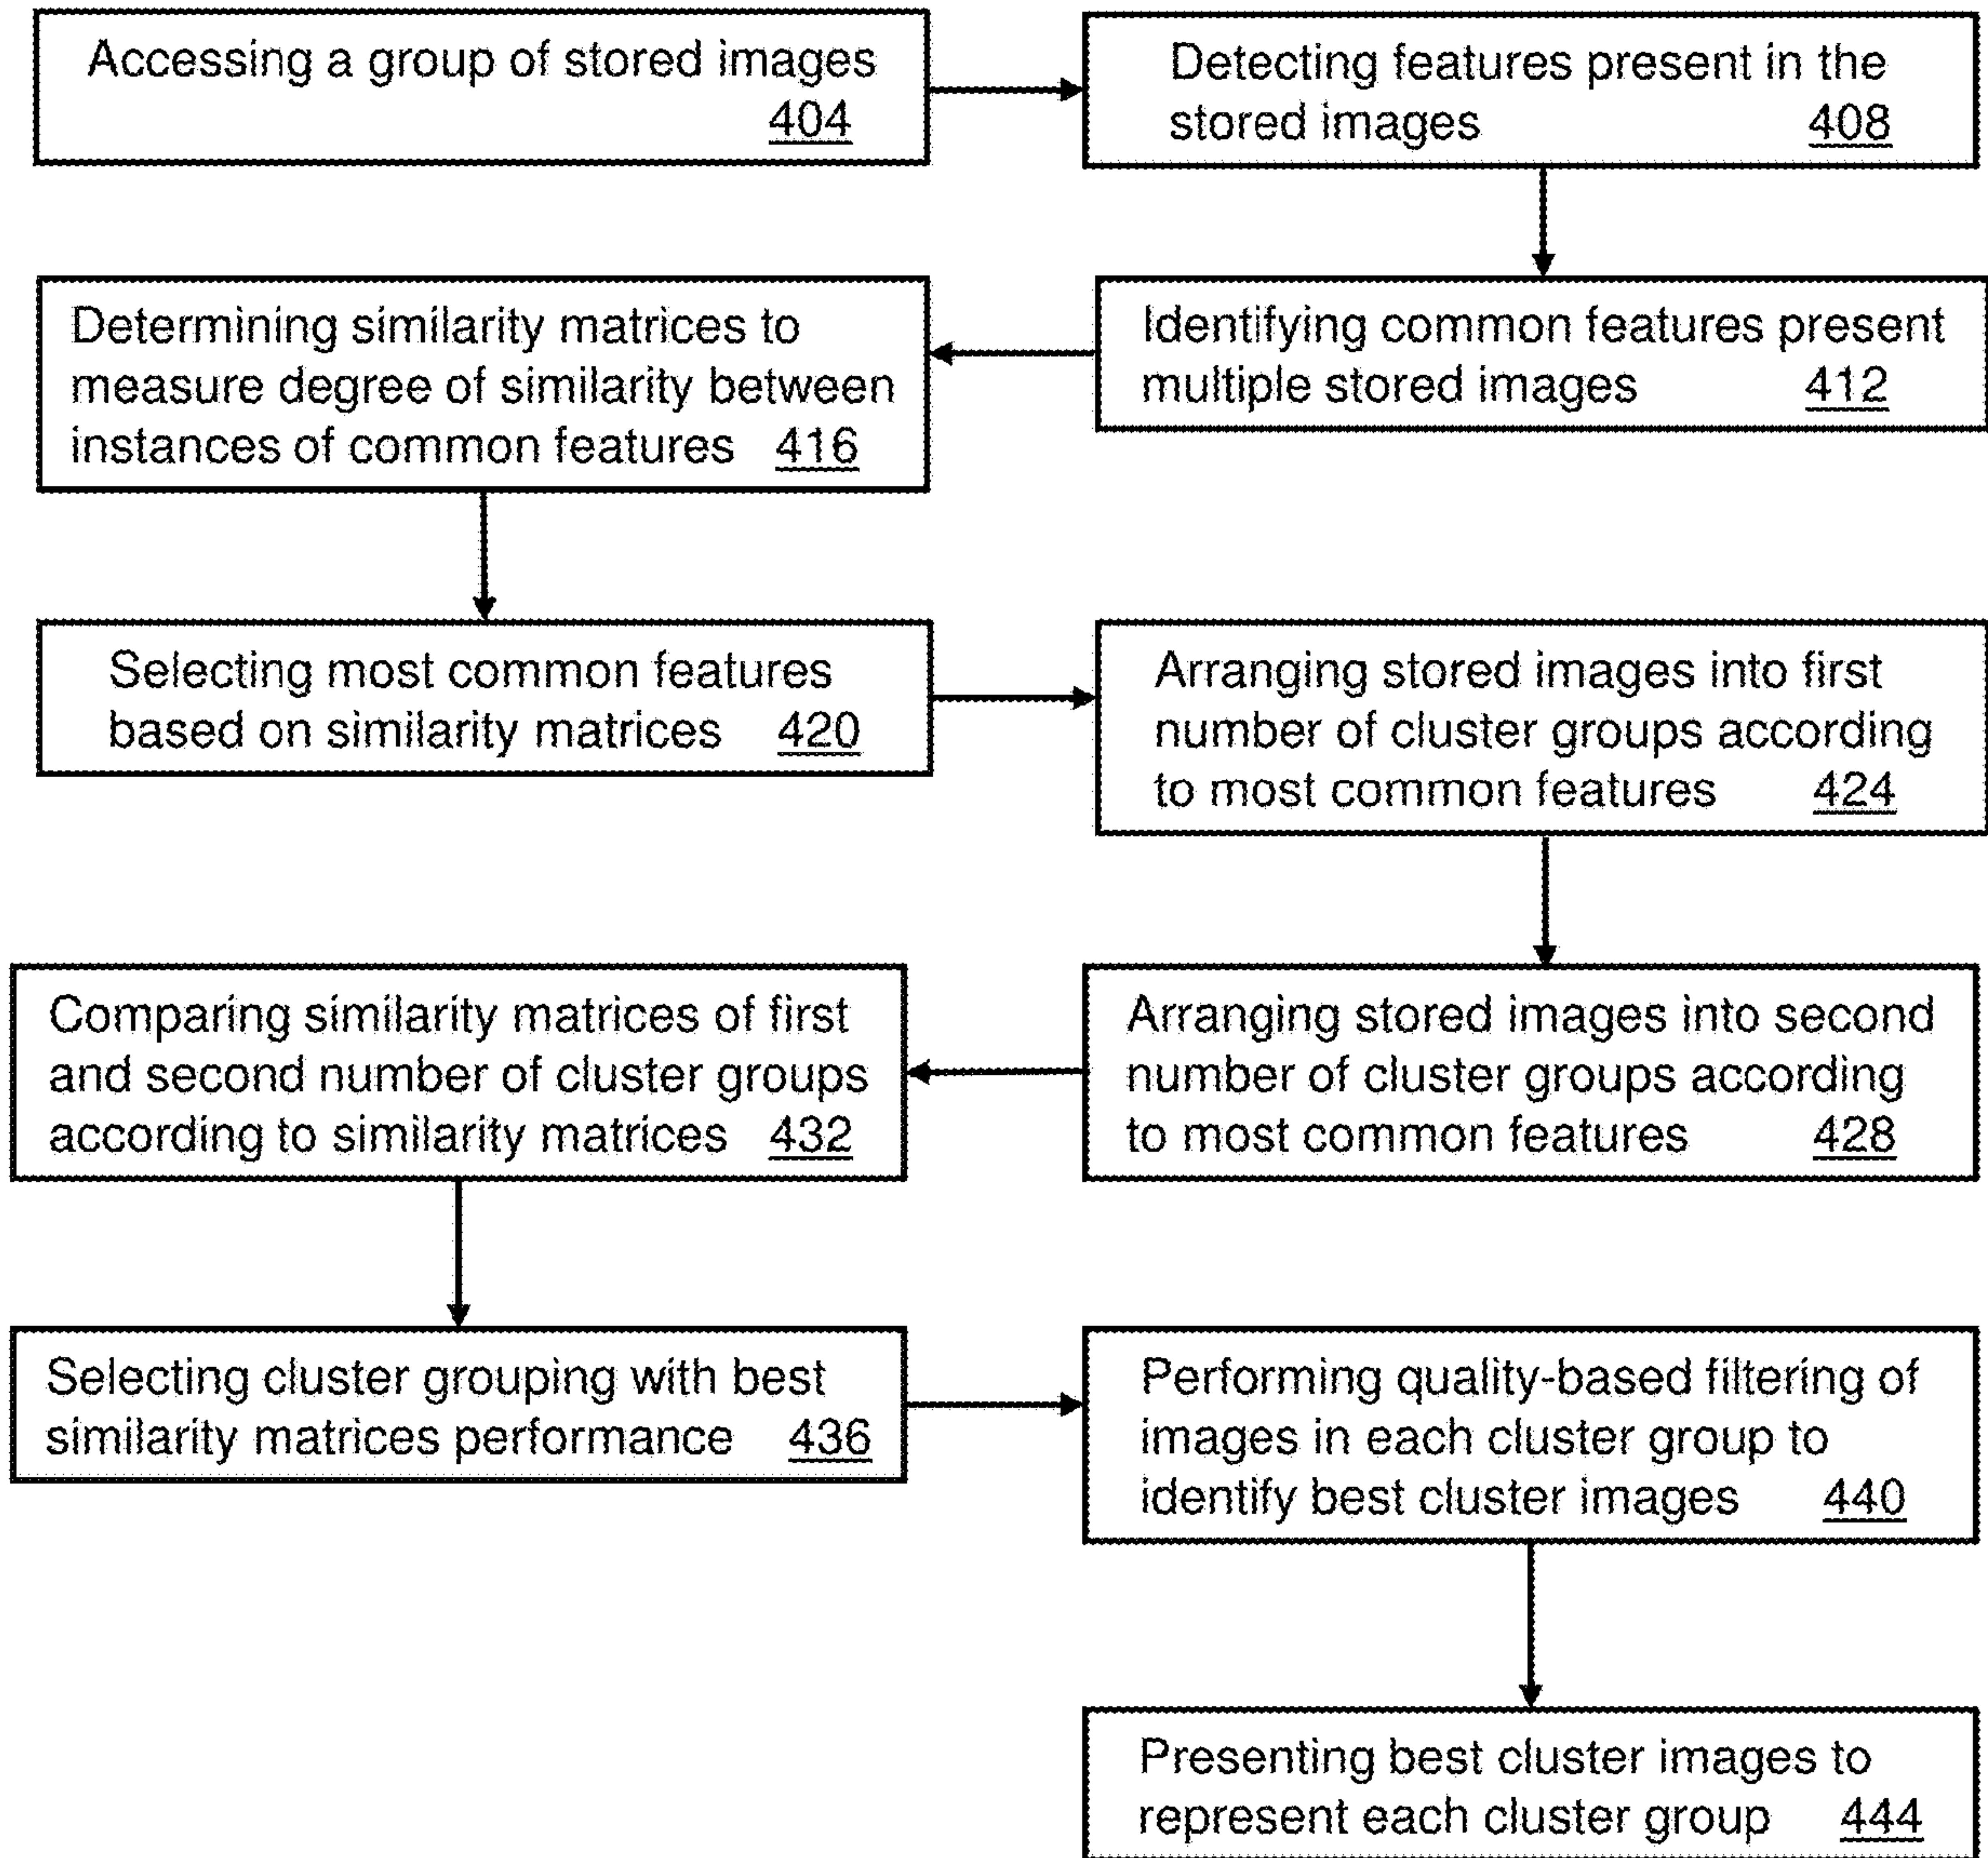 Accessing a group of stored images
404
Detecting features present in the
stored images 408
Identifying common features present
multiple stored images 412
Determining similarity matrices to
measure degree of similarity between
instances of common features 416
Selecting most common features
based on similarity matrices 420
Arranging stored images into first
number of cluster groups according
to most common features 424
Arranging stored images into second
number of cluster groups according
to most common features 428
Comparing similarity matrices of first
and second number of cluster groups
according to similarity matrices 432
Selecting cluster grouping with best
similarity matrices performance 436
Performing quality-based filtering of
images in each cluster group to
identify best cluster images 440
Presenting best cluster images to
represent each cluster group 444